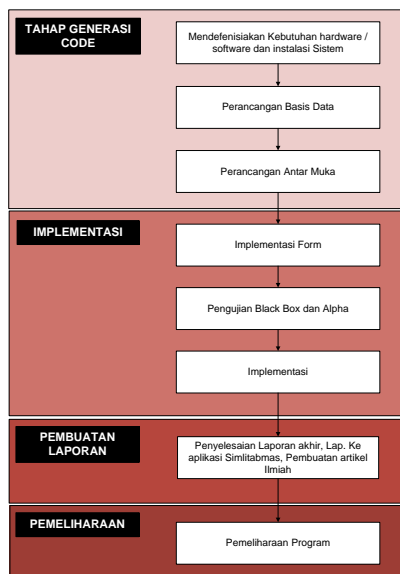 TAHAP GENERASI
CODE
Mendefenisiakan Kebutuhan hardware /
software dan instalasi Sistem
Perancangan Basis Data
Perancangan Antar Muka
IMPLEMENTASI
Implementasi Form
Pengujian Black Box dan Alpha
Implementasi
PEMBUATAN
LAPORAN
Penyelesaian Laporan akhir, Lap. Ke
aplikasi Simlitabmas, Pembuatan artikel
Ilmiah
PEMELIHARAAN
Pemeliharaan Program